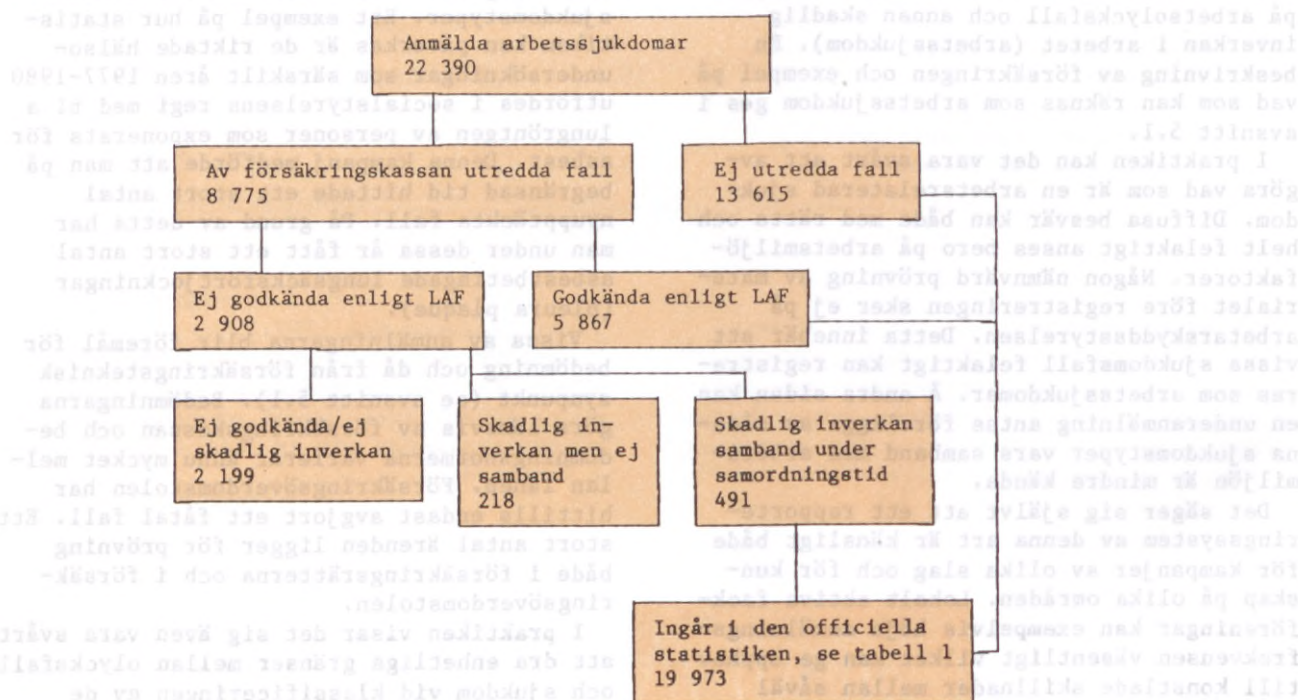 Anmälda arbetssjukdomar
22 390
Av försäkringskassan utredda fall
8 775
Ej utredda fall
13 615
Ej godkända enligt LAF
2 908
Godkända enligt LAF
5 867
Ej godkända/ej
skadlig inverkan
2 199
Skadlig in-
verkan men ej
samband
218
Skadlig inverkan
samband under
samordningstid
491
Ingår i den officiella
statistiken, se tabell 1
19 973